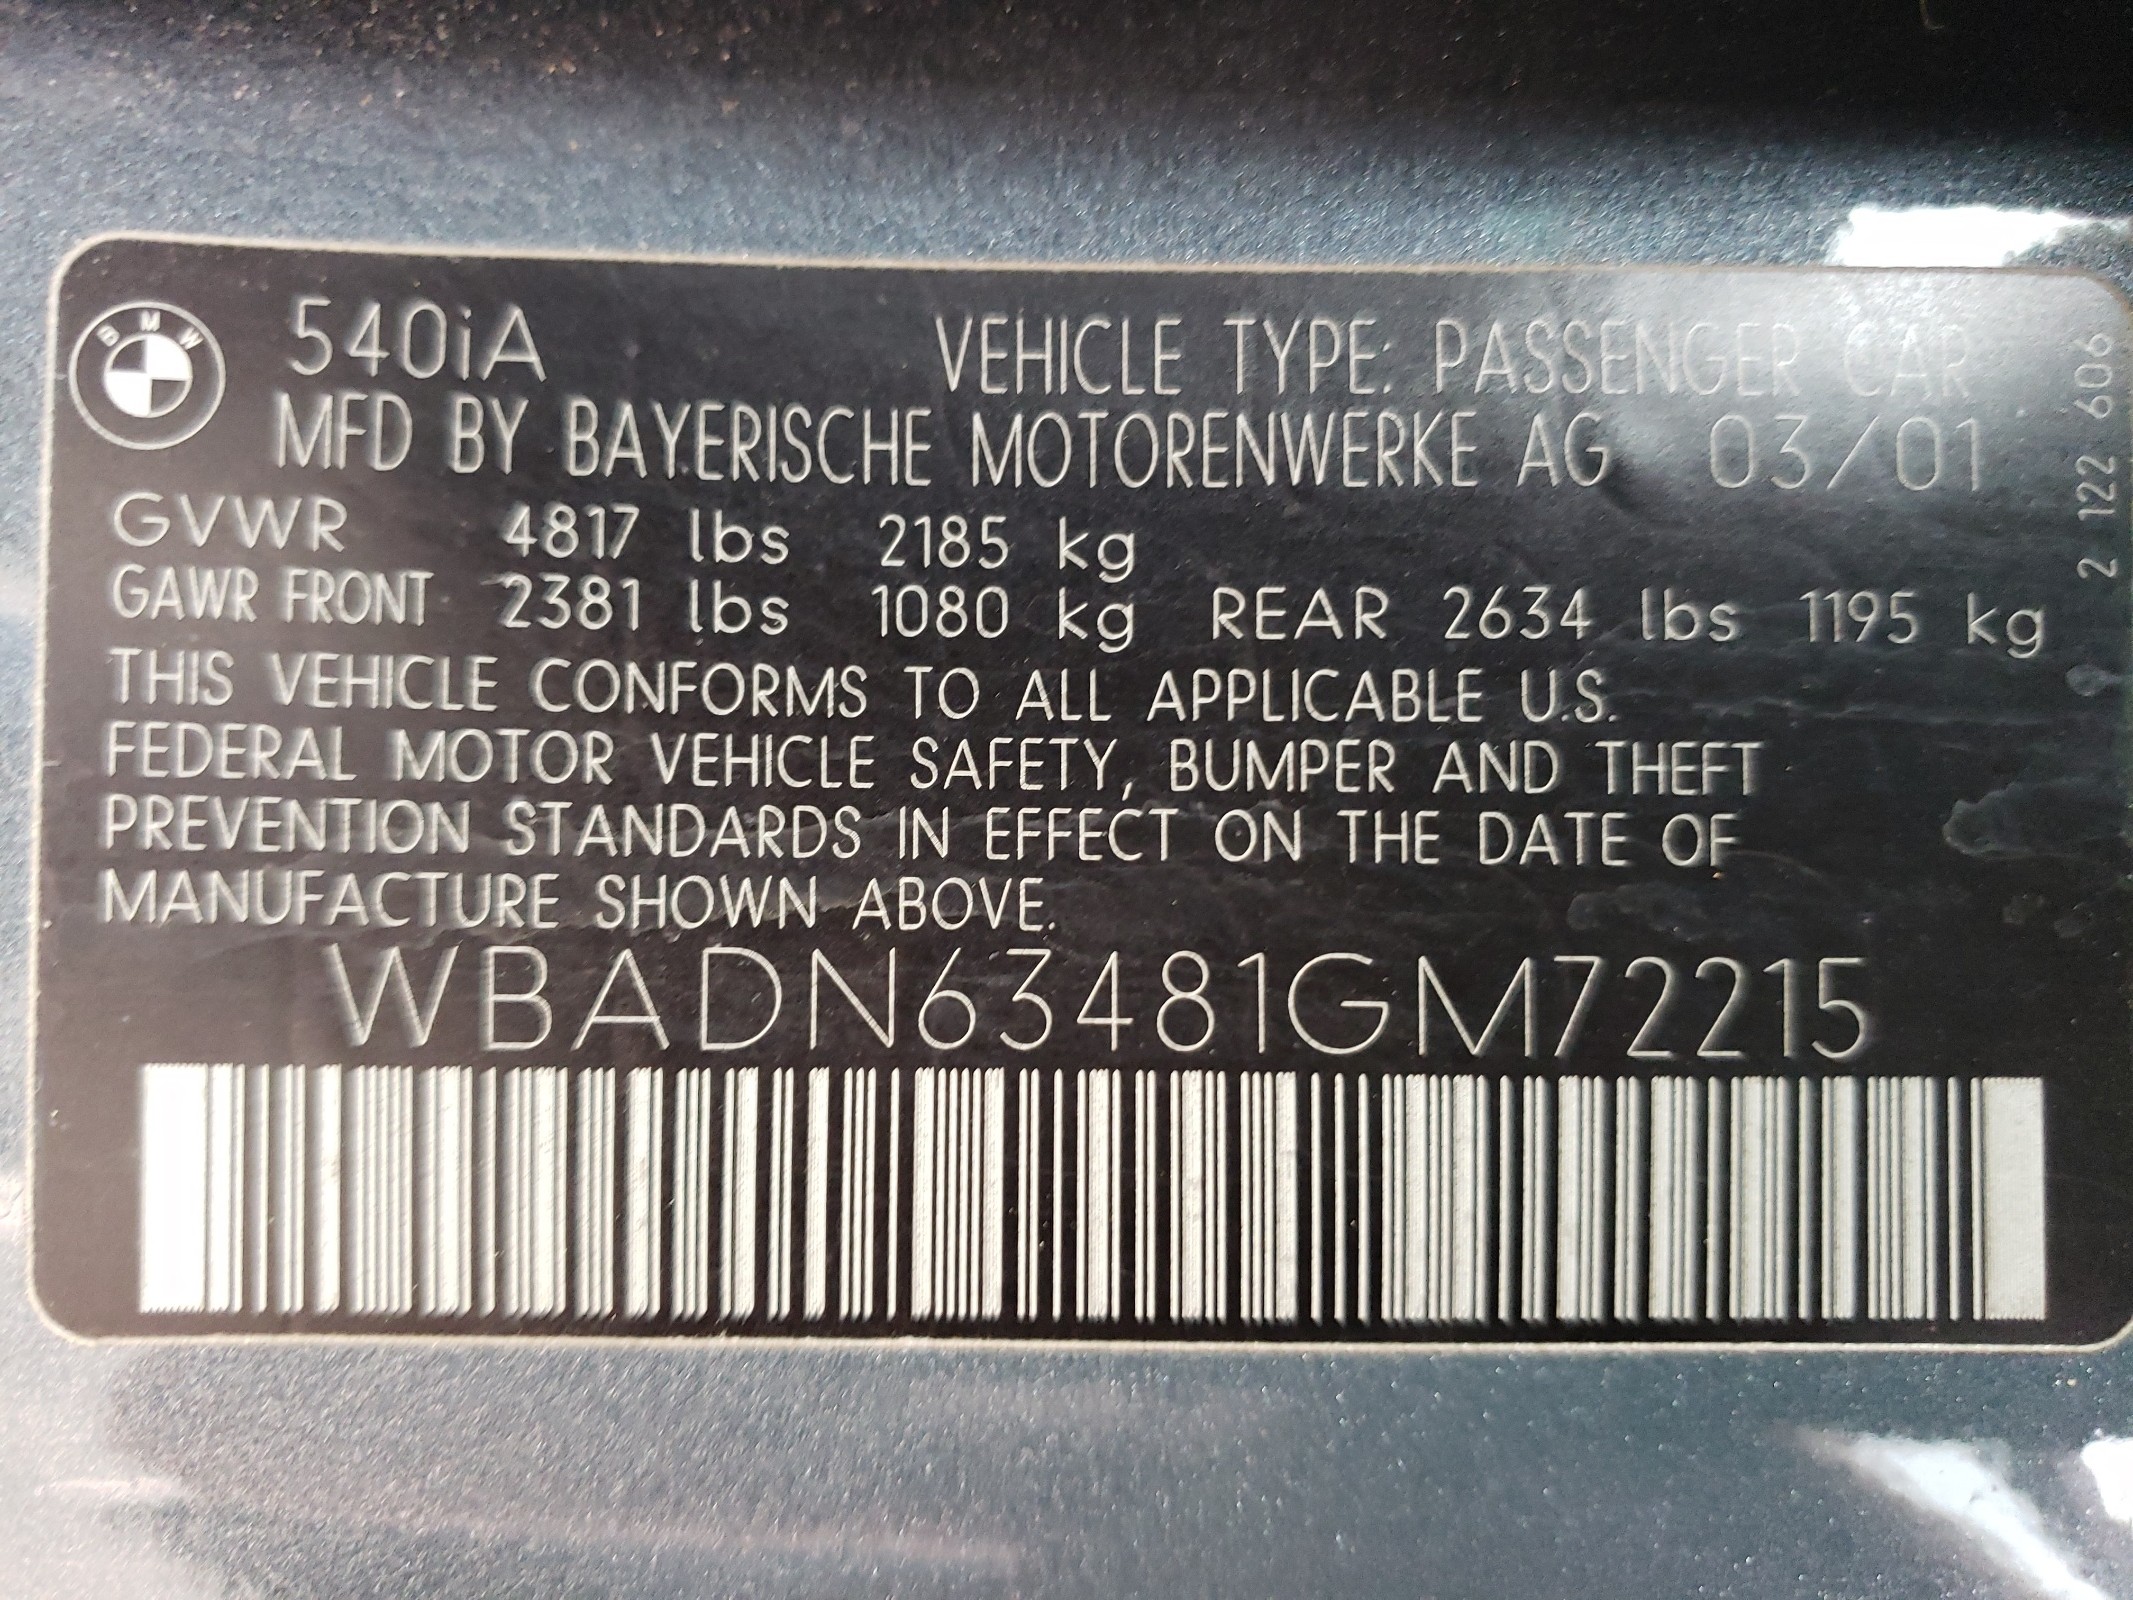 BMW
540iA VEHICLE TYPE: PASSENGER CAR
MFD BY BAYERISCHE MOTORENWERKE AG 03/01
GVWR 4817 lbs 2185 kg
GAWR FRONT 2381 lbs 1080 kg REAR 2634 lbs 1195 kg
THIS VEHICLE CONFORMS TO ALL APPLICABLE U.S.
FEDERAL MOTOR VEHICLE SAFETY, BUMPER AND THEFT
PREVENTION STANDARDS IN EFFECT ON THE DATE OF
MANUFACTURE SHOWN ABOVE.
WBADN63481GM72215
2 122 606